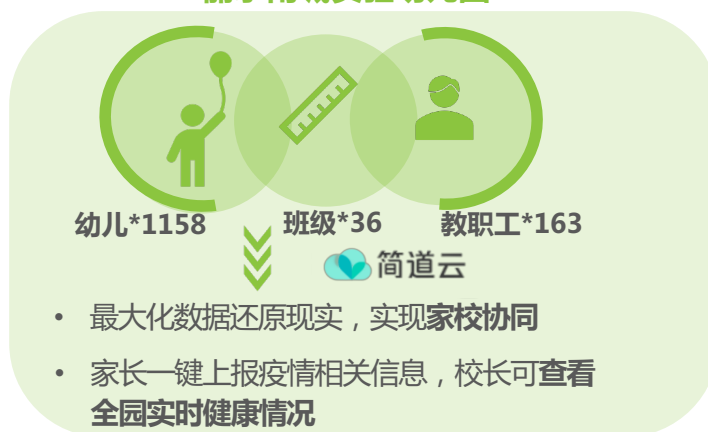 幼儿*1158
班级*36
教职工*163
简道云
• 最大化数据还原现实，实现家校协同
• 家长一键上报疫情相关信息，校长可查看
全园实时健康情况